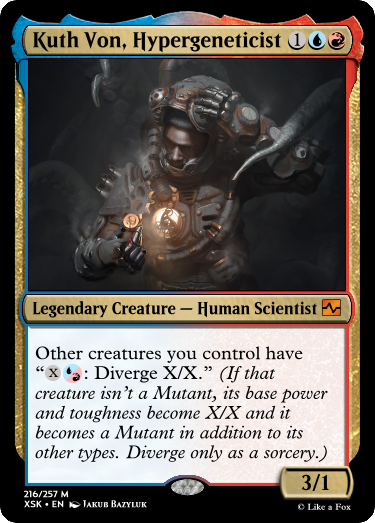 Kuth Von, Hypergeneticist 1
Legendary Creature — Human Scientist
Other creatures you control have
“X: Diverge X/X.” (If that
creature isn’t a Mutant, its base power
and toughness become X/X and it
becomes a Mutant in addition to its
other types. Diverge only as a sorcery.)
3/1
216/257 M
XSK • EN Jakub Bazyluk
© Like a Fox